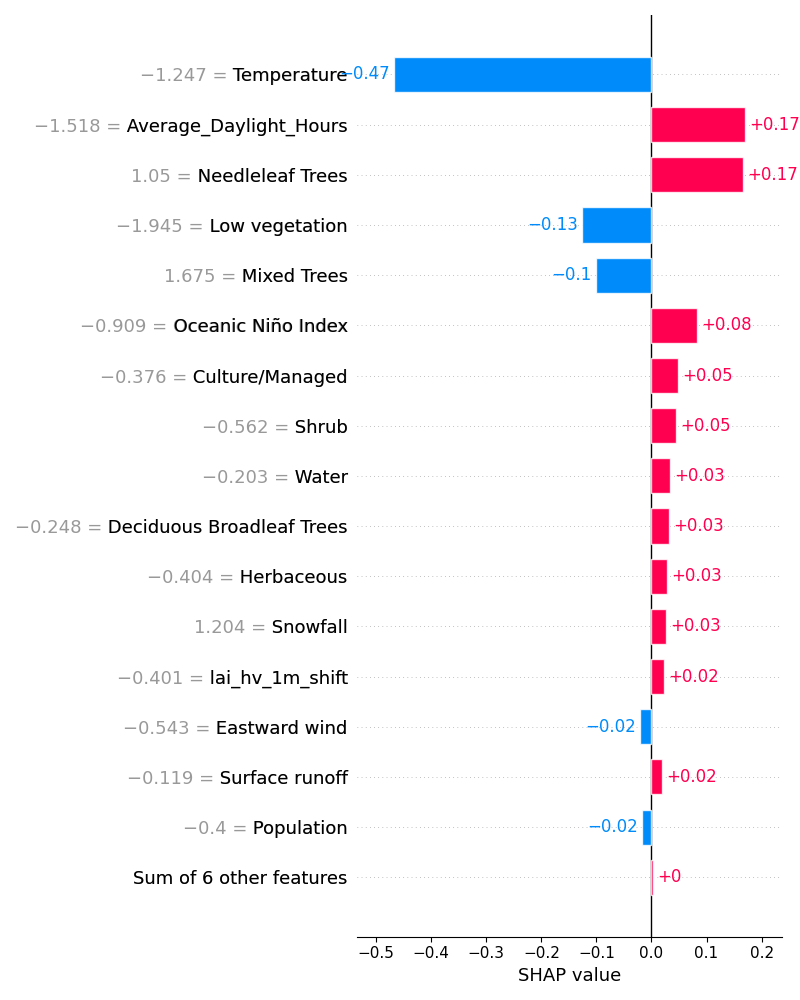 −1.247 = Temperature −0.47
−1.518 = Average_Daylight_Hours +0.17
1.05 = Needleleaf Trees +0.17
−1.945 = Low vegetation −0.13
1.675 = Mixed Trees −0.1
−0.909 = Oceanic Niño Index +0.08
−0.376 = Culture/Managed +0.05
−0.562 = Shrub +0.05
−0.203 = Water +0.03
−0.248 = Deciduous Broadleaf Trees +0.03
−0.404 = Herbaceous +0.03
1.204 = Snowfall +0.03
−0.401 = lai_hv_1m_shift +0.02
−0.543 = Eastward wind −0.02
−0.119 = Surface runoff +0.02
−0.4 = Population −0.02
Sum of 6 other features +0
−0.5 −0.4 −0.3 −0.2 −0.1 0.0 0.1 0.2
SHAP value